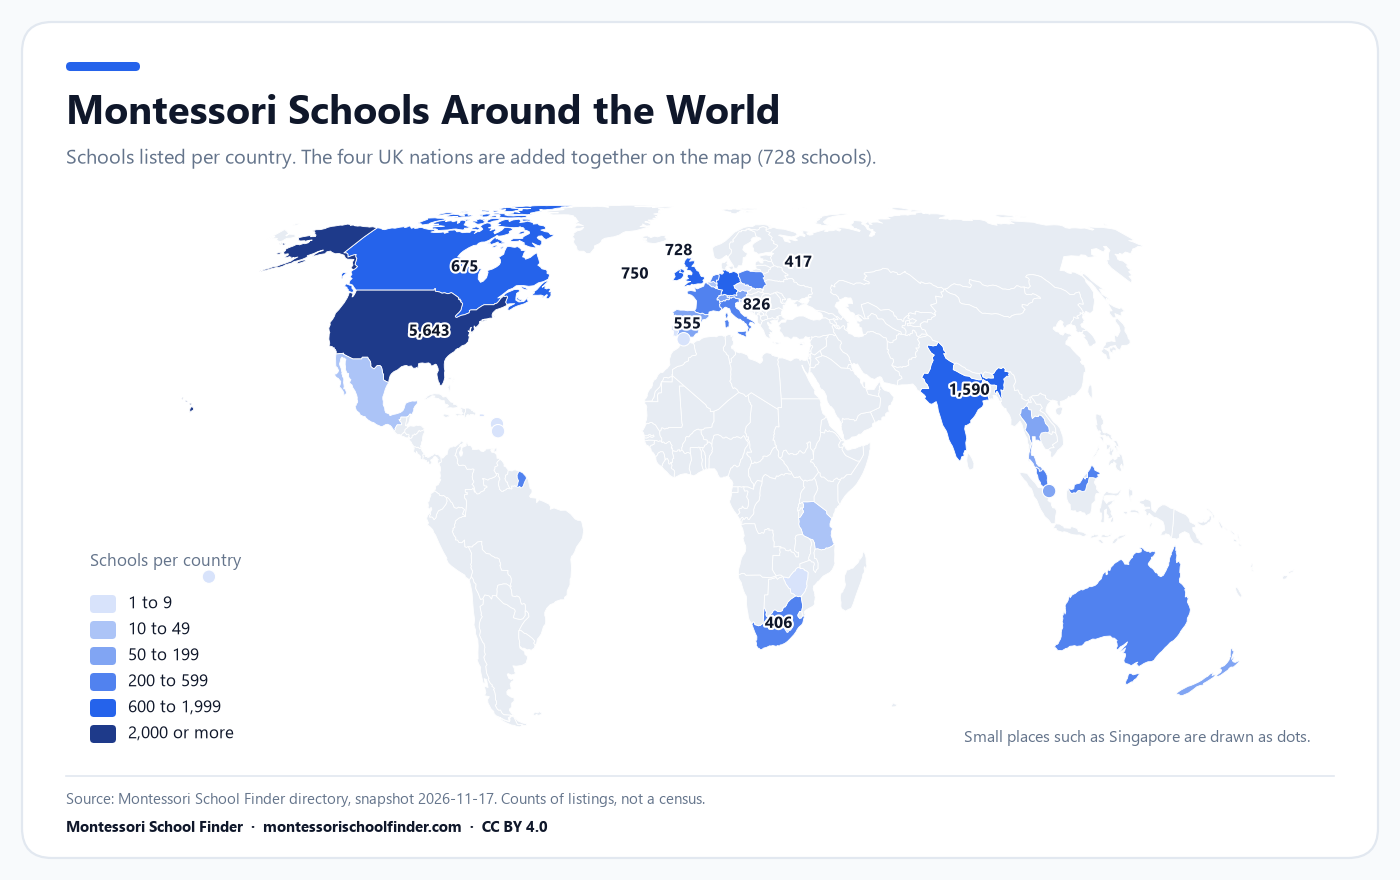 Montessori Schools Around the World
Schools listed per country. The four UK nations are added together on the map (728 schools).
728
417
675
750
826
555
5,643
1,590
406
Schools per country
1 to 9
10 to 49
50 to 199
200 to 599
600 to 1,999
2,000 or more
Small places such as Singapore are drawn as dots.
Source: Montessori School Finder directory, snapshot 2026-11-17. Counts of listings, not a census.
Montessori School Finder · montessorischoolfinder.com · CC BY 4.0